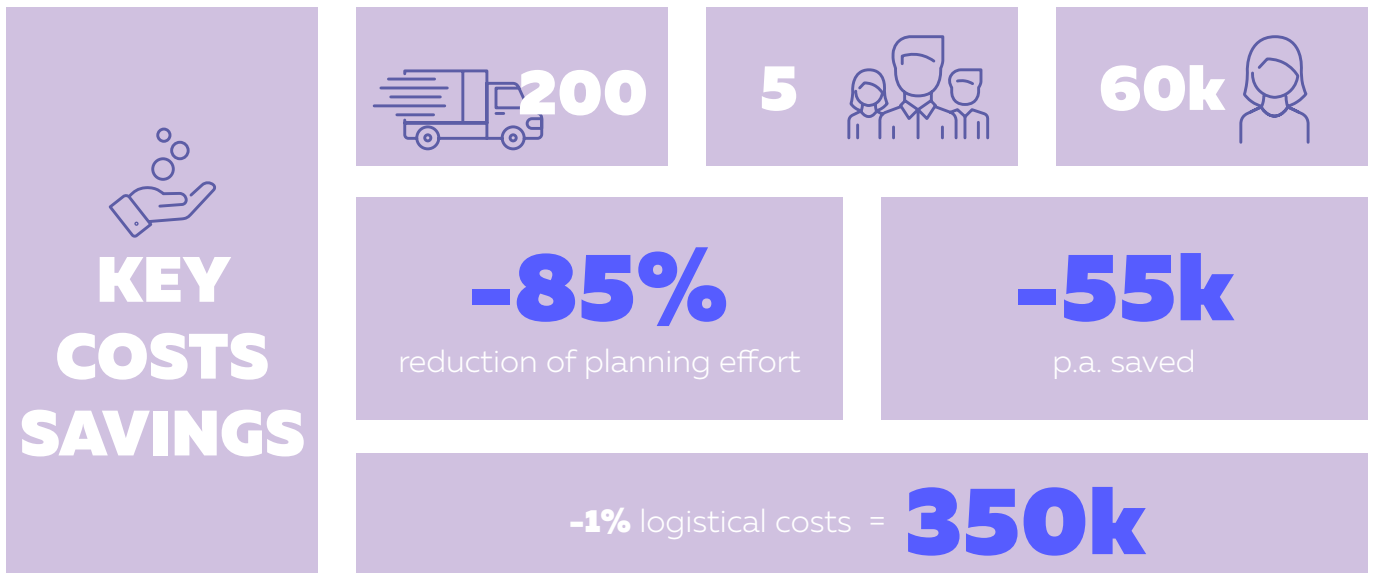 KEY
COSTS
SAVINGS
200
5
60k
-85%
reduction of planning effort
-55k
p.a. saved
-1% logistical costs = 350k